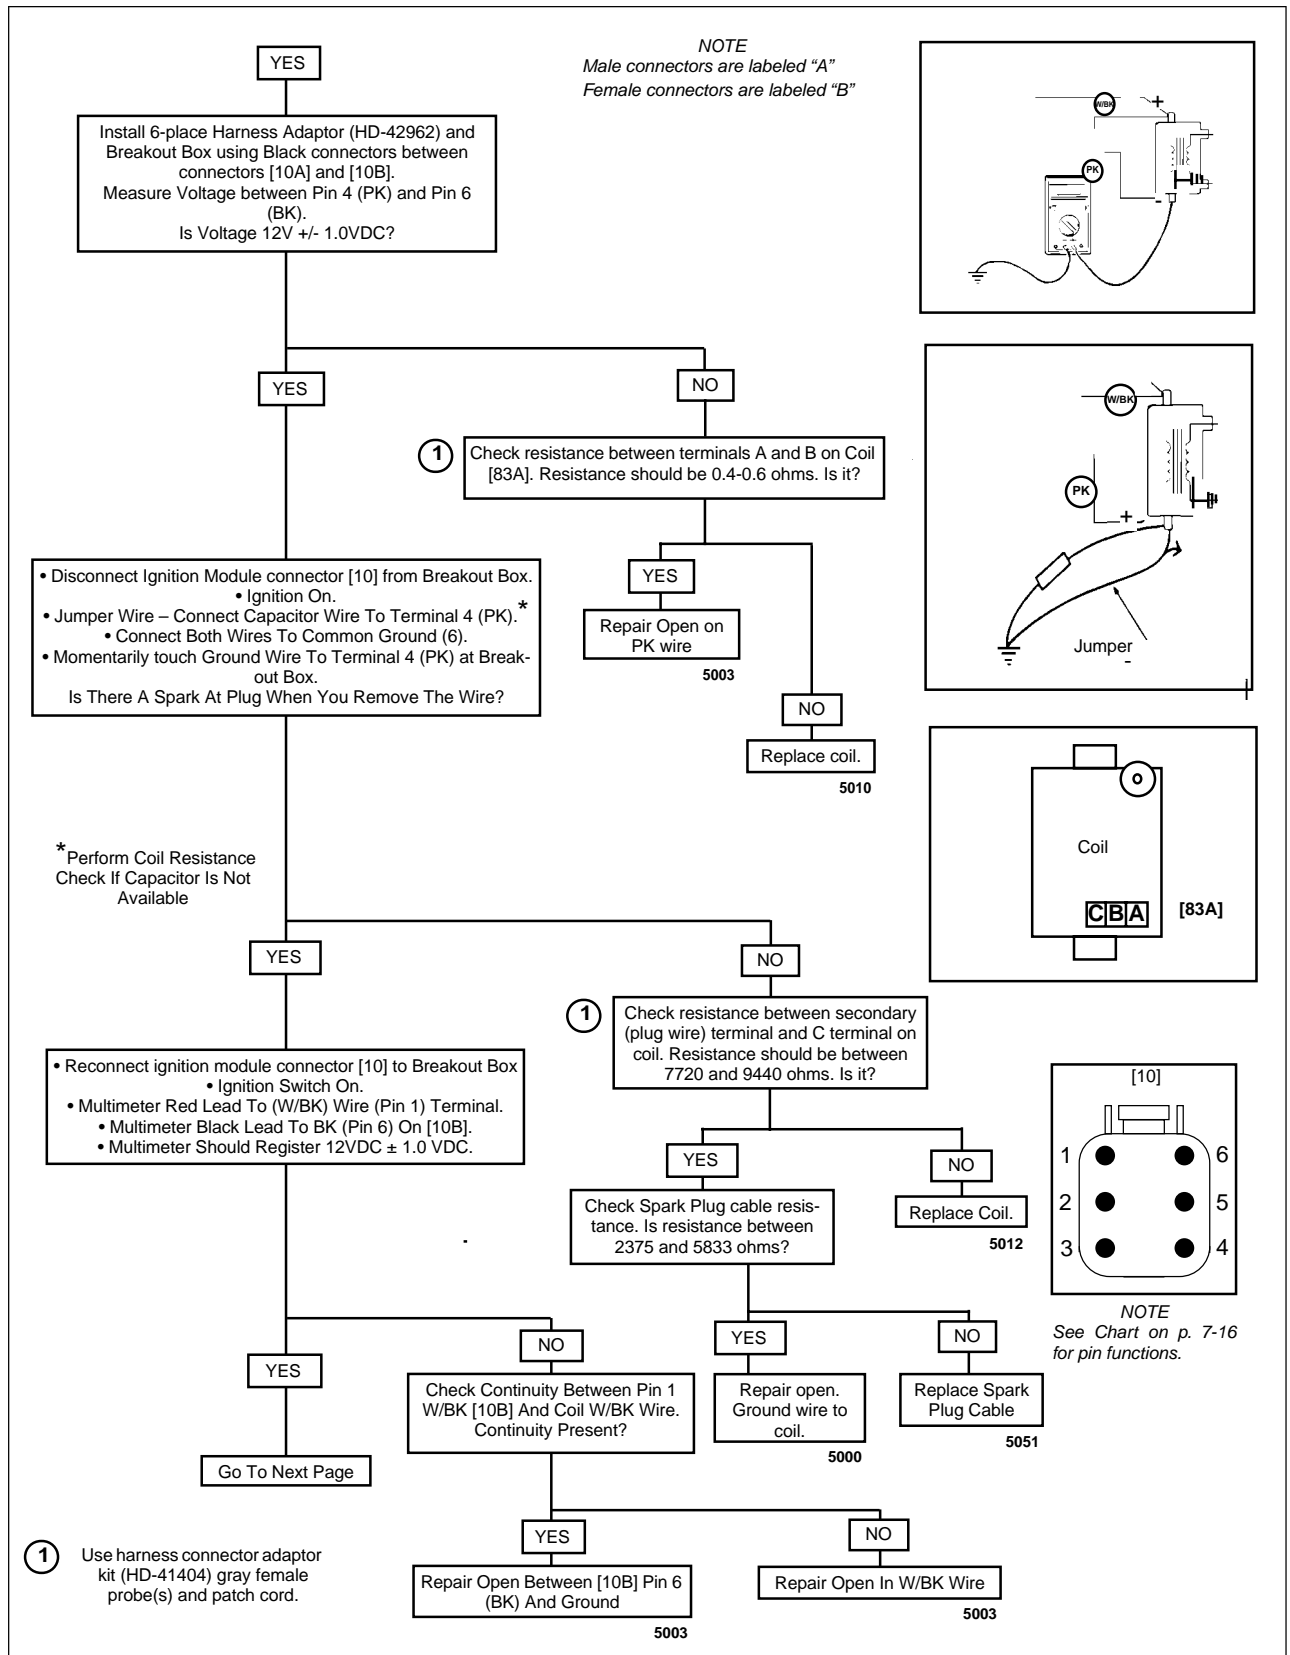 YES
NOTE
Male connectors are labeled “A”
Female connectors are labeled “B”
Install 6-place Harness Adaptor (HD-42962) and
Breakout Box using Black connectors between
connectors [10A] and [10B].
Measure Voltage between Pin 4 (PK) and Pin 6
(BK).
Is Voltage 12V +/- 1.0VDC?
W/BK
+
PK
-
YES
NO
1
Check resistance between terminals A and B on Coil
[83A]. Resistance should be 0.4-0.6 ohms. Is it?
W/BK
PK
+ -
Jumper
-
YES
Repair Open on
PK wire
5003
NO
Replace coil.
5010
• Disconnect Ignition Module connector [10] from Breakout Box.
• Ignition On.
• Jumper Wire – Connect Capacitor Wire To Terminal 4 (PK).*
• Connect Both Wires To Common Ground (6).
• Momentarily touch Ground Wire To Terminal 4 (PK) at Break-
out Box.
Is There A Spark At Plug When You Remove The Wire?
Coil
CBA
[83A]
*Perform Coil Resistance
Check If Capacitor Is Not
Available
YES
NO
1
Check resistance between secondary
(plug wire) terminal and C terminal on
coil. Resistance should be between
7720 and 9440 ohms. Is it?
• Reconnect ignition module connector [10] to Breakout Box
• Ignition Switch On.
• Multimeter Red Lead To (W/BK) Wire (Pin 1) Terminal.
• Multimeter Black Lead To BK (Pin 6) On [10B].
• Multimeter Should Register 12VDC ± 1.0 VDC.
[10]
1 6
2 5
3 4
NOTE
See Chart on p. 7-16
for pin functions.
YES
NO
Check Spark Plug cable resis-
tance. Is resistance between
2375 and 5833 ohms?
Replace Coil.
5012
YES
NO
Repair open.
Ground wire to
coil.
5000
Replace Spark
Plug Cable
5051
YES
NO
Go To Next Page
Check Continuity Between Pin 1
W/BK [10B] And Coil W/BK Wire.
Continuity Present?
YES
NO
Repair Open Between [10B] Pin 6
(BK) And Ground
5003
Repair Open In W/BK Wire
5003
1
Use harness connector adaptor
kit (HD-41404) gray female
probe(s) and patch cord.